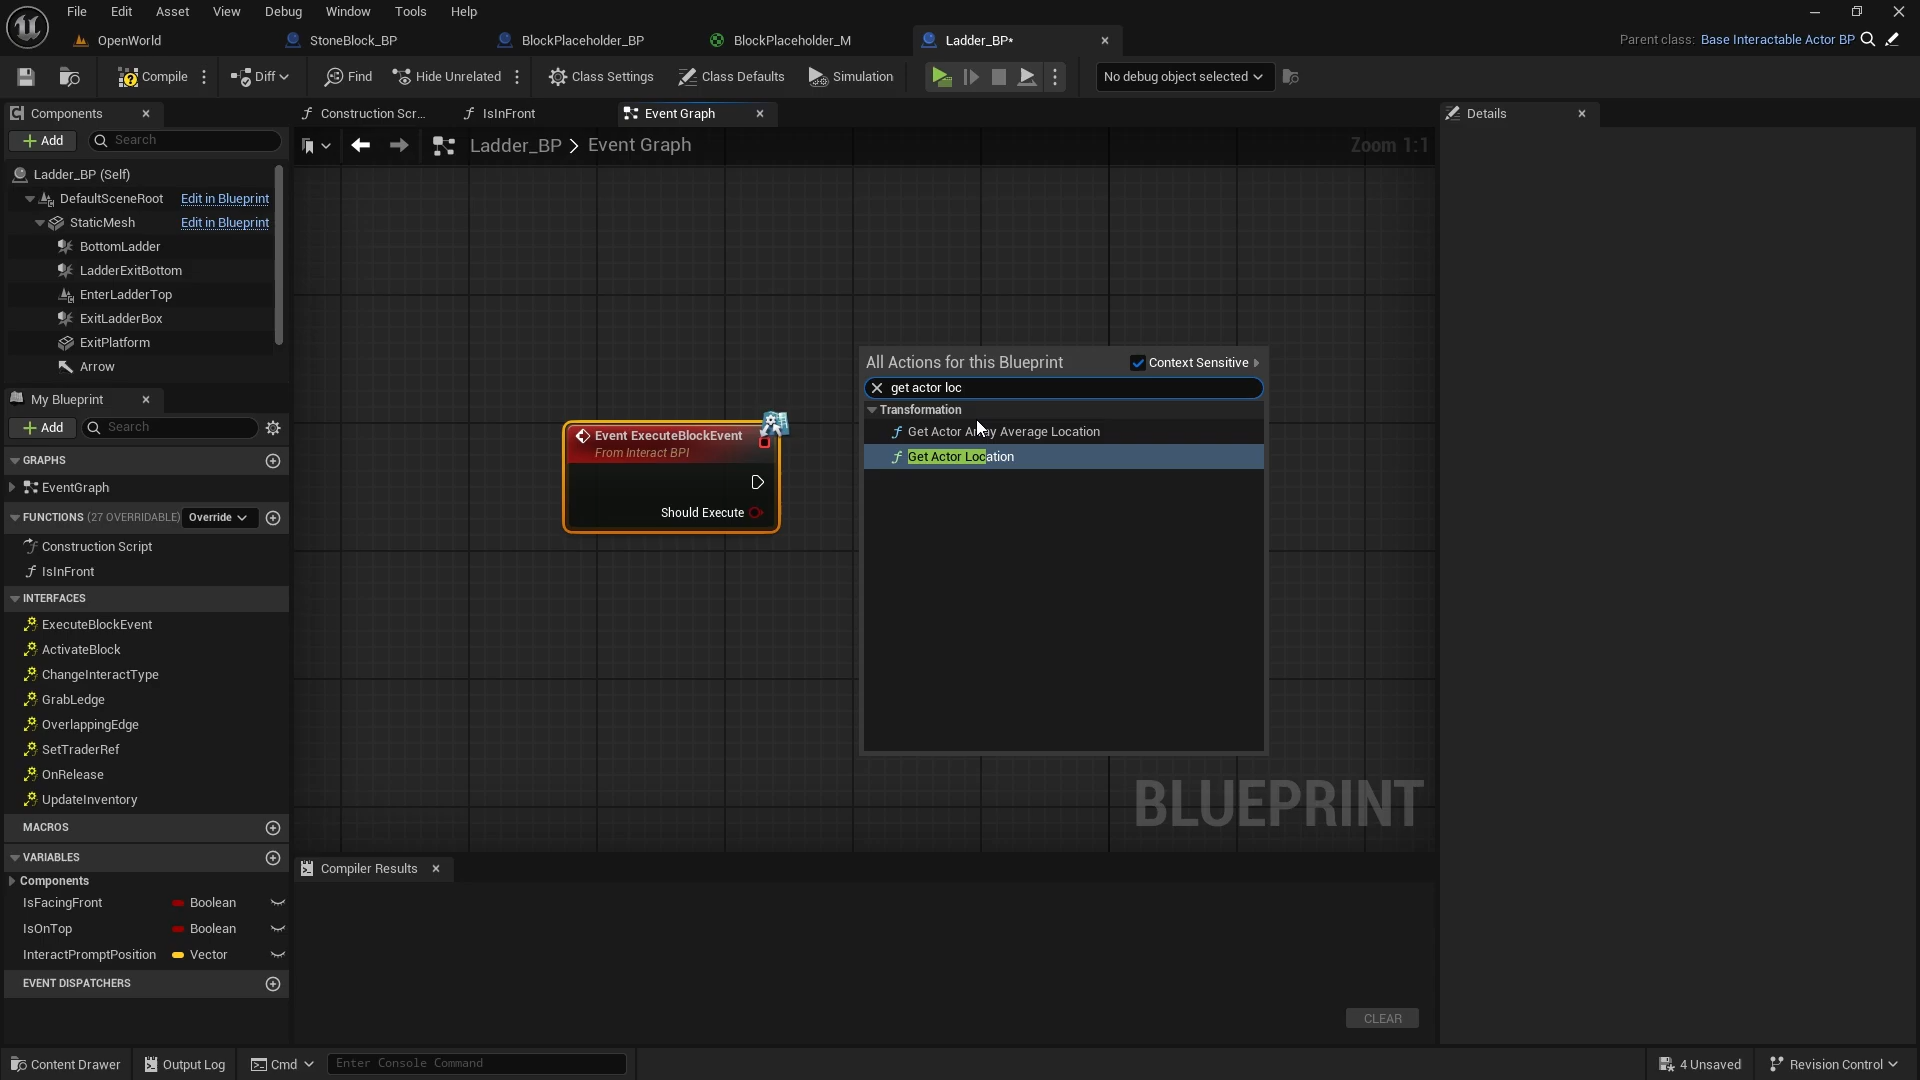 File Edit Asset View Debug Window Tools Help
OpenWorld StoneBlock_BP BlockPlaceholder_BP BlockPlaceholder_M Ladder_BP*
Parent class: Base Interactable Actor BP
Compile Diff Find Hide Unrelated Class Settings Class Defaults Simulation No debug object selected
Components Construction Scr... IsInFront Event Graph Details
Add Search
Ladder_BP > Event Graph Zoom 1:1
Ladder_BP (Self)
DefaultSceneRoot Edit in Blueprint
StaticMesh Edit in Blueprint
BottomLadder
LadderExitBottom
EnterLadderTop
ExitLadderBox
ExitPlatform
Arrow
My Blueprint
Add Search
GRAPHS
EventGraph
FUNCTIONS (27 OVERRIDABLE) Override
Construction Script
IsInFront
INTERFACES
ExecuteBlockEvent
ActivateBlock
ChangeInteractType
GrabLedge
OverlappingEdge
SetTraderRef
OnRelease
UpdateInventory
MACROS
VARIABLES
Components
IsFacingFront Boolean
IsOnTop Boolean
InteractPromptPosition Vector
EVENT DISPATCHERS
Event ExecuteBlockEvent
From Interact BPI
Should Execute
All Actions for this Blueprint Context Sensitive
get actor loc
Transformation
Get Actor Array Average Location
Get Actor Location
BLUEPRINT
Compiler Results
CLEAR
Content Drawer Output Log Cmd Enter Console Command 4 Unsaved Revision Control